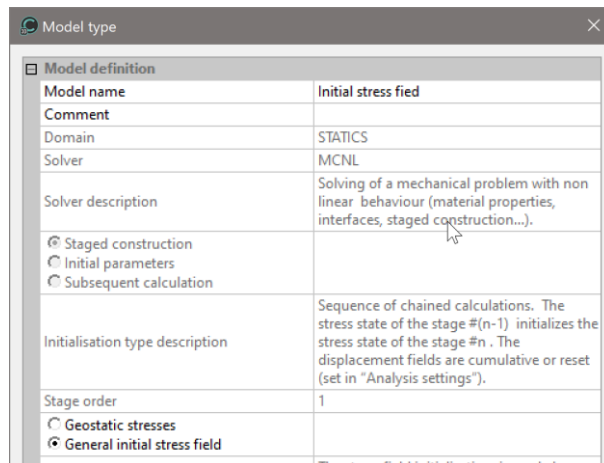 Model type
Model definition
Model name Initial stress fied
Comment
Domain STATICS
Solver MCNL
Solver description Solving of a mechanical problem with non
linear behaviour (material properties,
interfaces, staged construction...).
Staged construction
Initial parameters
Subsequent calculation
Initialisation type description Sequence of chained calculations. The
stress state of the stage #(n-1) initializes the
stress state of the stage #n . The
displacement fields are cumulative or reset
(set in "Analysis settings").
Stage order 1
Geostatic stresses
General initial stress field